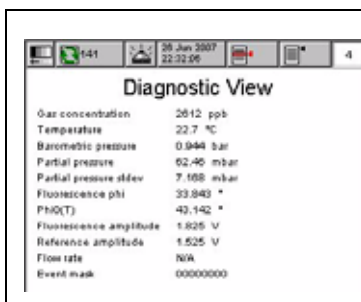 141
26 Jun 2007
22:32:06
4
Diagnostic View
Gas concentration 2612 ppb
Temperature 22.7 °C
Barometric pressure 0.944 bar
Partial pressure 62.46 mbar
Partial pressure stdev 7.168 mbar
Fluorescence phi 33.843 °
Phi0(T) 43.142 °
Fluorescence amplitude 1.825 V
Reference amplitude 1.525 V
Flow rate N/A
Event mask 00000000